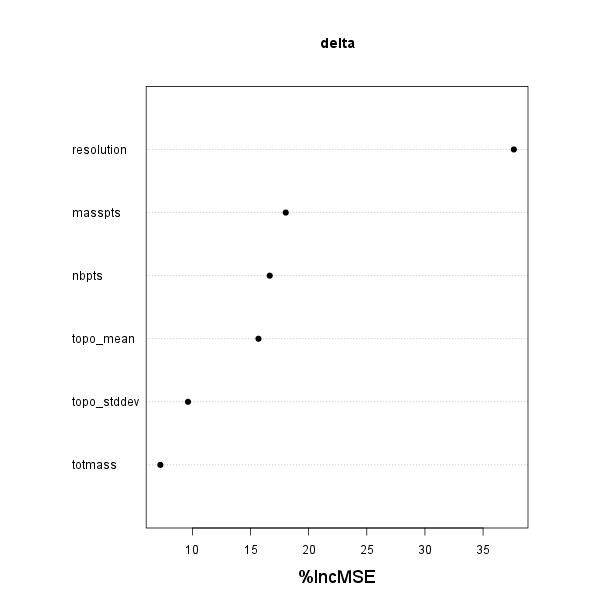 delta
resolution
masspts
nbpts
topo_mean
topo_stddev
totmass
10 15 20 25 30 35
%IncMSE